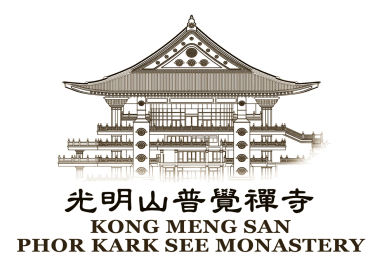 光明山普覺禪寺
KONG MENG SAN
PHOR KARK SEE MONASTERY